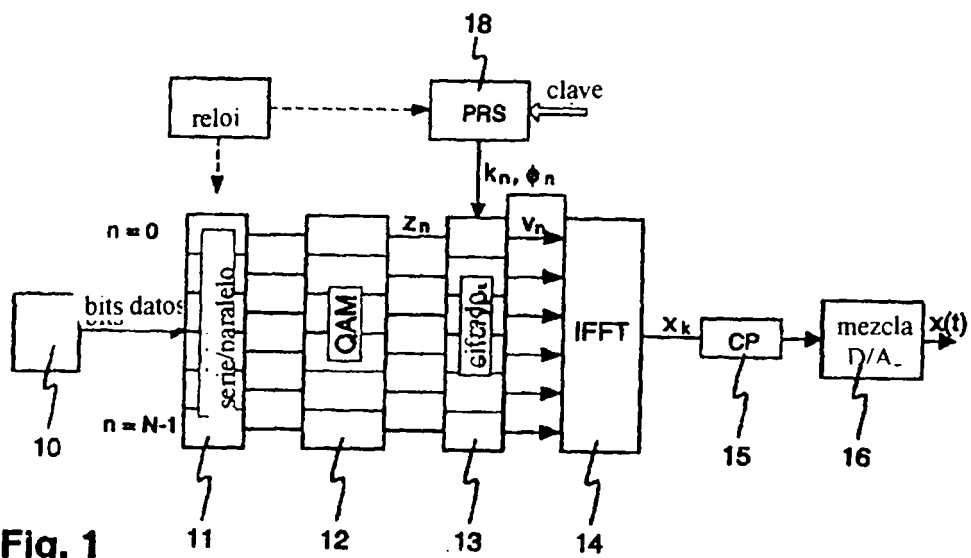 18
clave
reloi
PRS
kn, ϕn
n = 0
zn
vn
bits datos
serie/paralelo
QAM
IFFT
xk
CP
mezcla
D/A
x(t)
n = N-1
10
11
12
13
14
15
16
Fig. 1